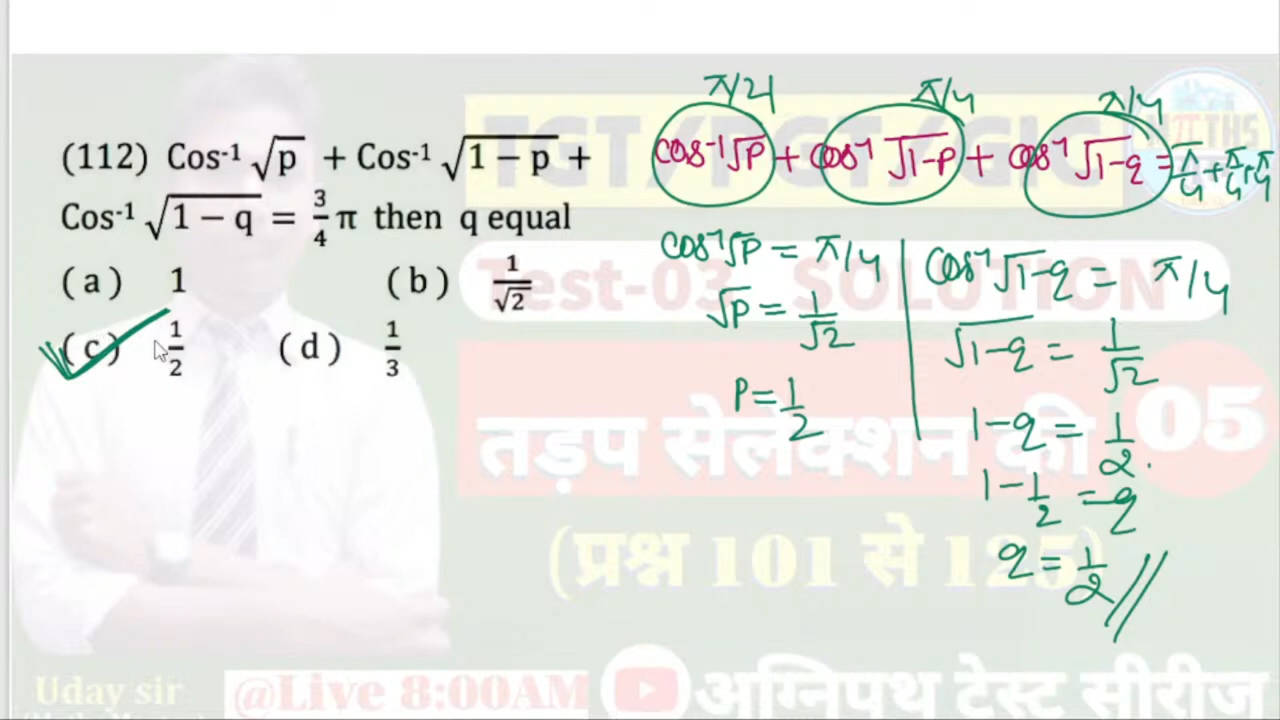 (112) Cos⁻¹ √p + Cos⁻¹ √1 − p +
Cos⁻¹ √1 − q = 3/4 π then q equal
(a) 1 (b) 1/√2
(c) 1/2 (d) 1/3
π/4 π/4
cos⁻¹√p + cos⁻¹ √1-p + cos⁻¹ √1-q = π/4 + π/4 + π/4
cos⁻¹√p = π/4
√p = 1/√2
p = 1/2
cos⁻¹ √1-q = π/4
√1-q = 1/√2
1-q = 1/2
1 - 1/2 = q
q = 1/2 //
TGT/PGT/GIC
Test-03 SOLUTION
तड़प सेलेक्शन की 05
(प्रश्न 101 से 125)
Uday sir
@Live 8:00AM
अग्निपथ टेस्ट सीरीज